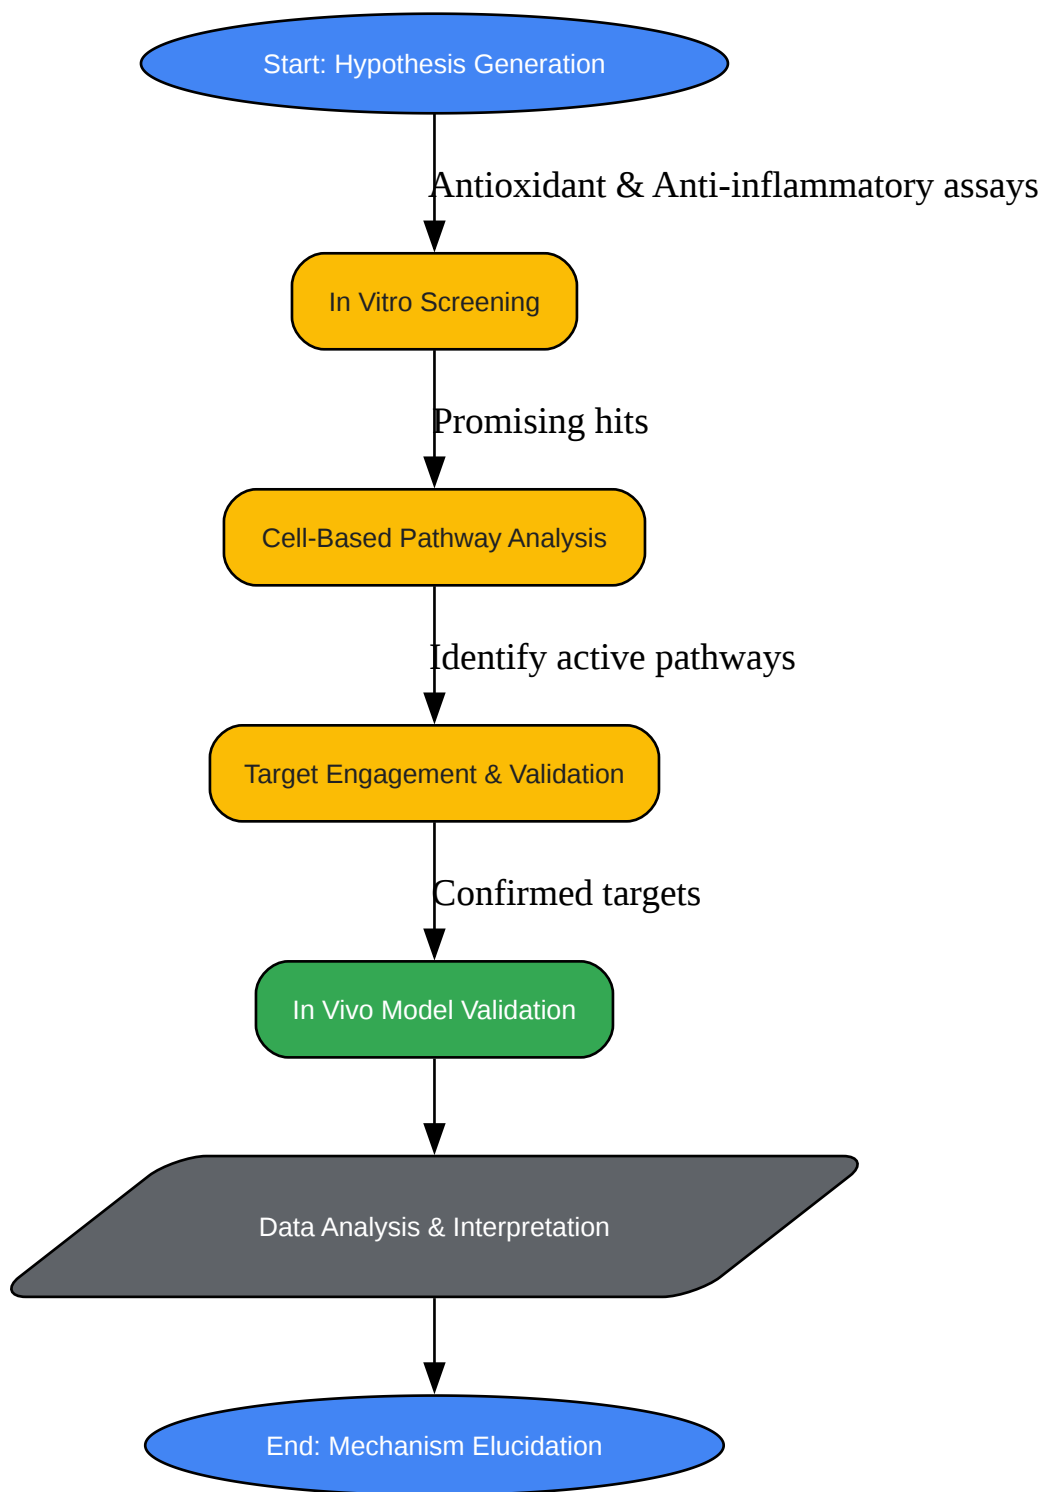 Start: Hypothesis Generation
Antioxidant & Anti-inflammatory assays
In Vitro Screening
Promising hits
Cell-Based Pathway Analysis
Identify active pathways
Target Engagement & Validation
Confirmed targets
In Vivo Model Validation
Data Analysis & Interpretation
End: Mechanism Elucidation